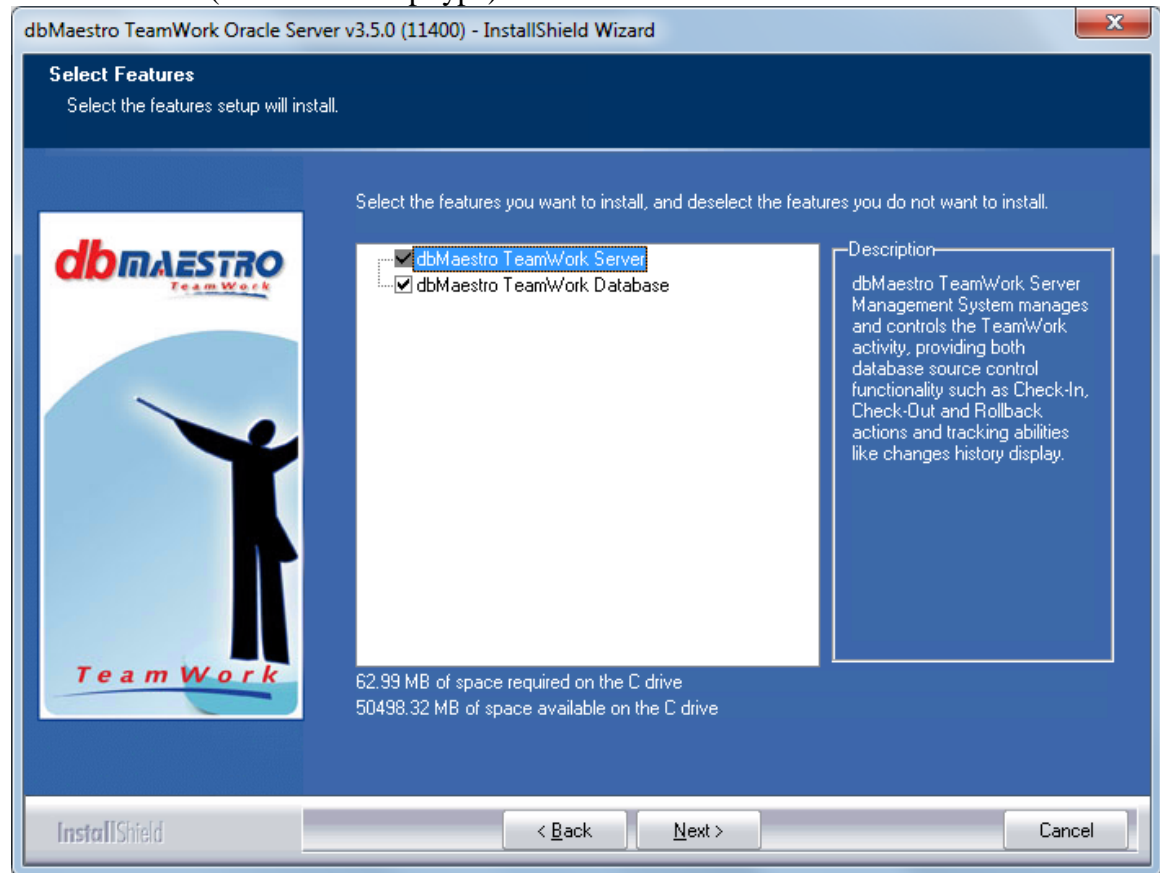 dbMaestro TeamWork Oracle Server v3.5.0 (11400) - InstallShield Wizard
Select Features
Select the features setup will install.
Select the features you want to install, and deselect the features you do not want to install.
dbMAESTRO
TeamWork
dbMaestro TeamWork Server
dbMaestro TeamWork Database
Description
dbMaestro TeamWork Server
Management System manages
and controls the TeamWork
activity, providing both
database source control
functionality such as Check-In,
Check-Out and Rollback
actions and tracking abilities
like changes history display.
TeamWork
62.99 MB of space required on the C drive
50498.32 MB of space available on the C drive
InstallShield
< Back
Next >
Cancel